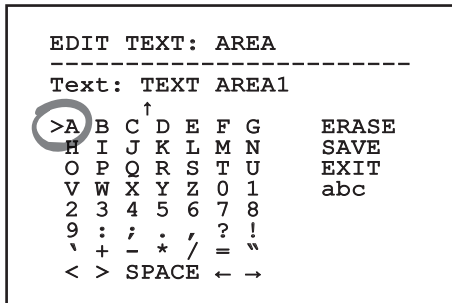 EDIT TEXT: AREA
------------------------
Text: TEXT AREA1
↑
>A B C D E F G ERASE
H I J K L M N SAVE
O P Q R S T U EXIT
V W X Y Z 0 1 abc
2 3 4 5 6 7 8
9 : ; . , ? !
‛ + - * / = ‟
< > SPACE ← →